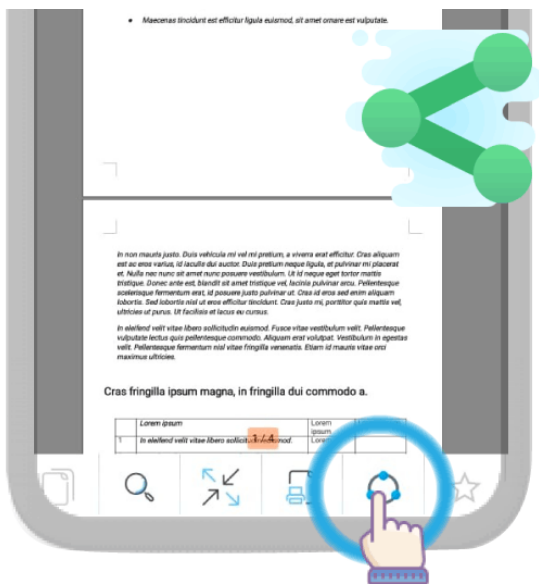 • Maecenas tincidunt est efficitur ligula euismod, sit amet ornare est vulputate.
In non mauris justo. Duis vehicula mi vel mi pretium, a viverra erat efficitur. Cras aliquam
est ac eros varius, id iaculis dui auctor. Duis pretium neque ligula, et pulvinar mi placerat
et. Nulla nec nunc sit amet nunc posuere vestibulum. Ut id neque eget tortor mattis
tristique. Donec ante est, blandit sit amet tristique vel, lacinia pulvinar arcu. Pellentesque
scelerisque fermentum erat, id posuere justo pulvinar ut. Cras id eros sed enim aliquam
lobortis. Sed lobortis nisl ut eros efficitur tincidunt. Cras justo mi, porttitor quis mattis vel,
ultricies ut purus. Ut facilisis et lacus eu cursus.
In eleifend velit vitae libero sollicitudin euismod. Fusce vitae vestibulum velit. Pellentesque
vulputate lectus quis pellentesque commodo. Aliquam erat volutpat. Vestibulum in egestas
velit. Pellentesque fermentum nisl vitae fringilla venenatis. Etiam id mauris vitae orci
maximus ultricies.
Cras fringilla ipsum magna, in fringilla dui commodo a.
Lorem ipsum Lorem
ipsum
1 In eleifend velit vitae libero
1 / 4